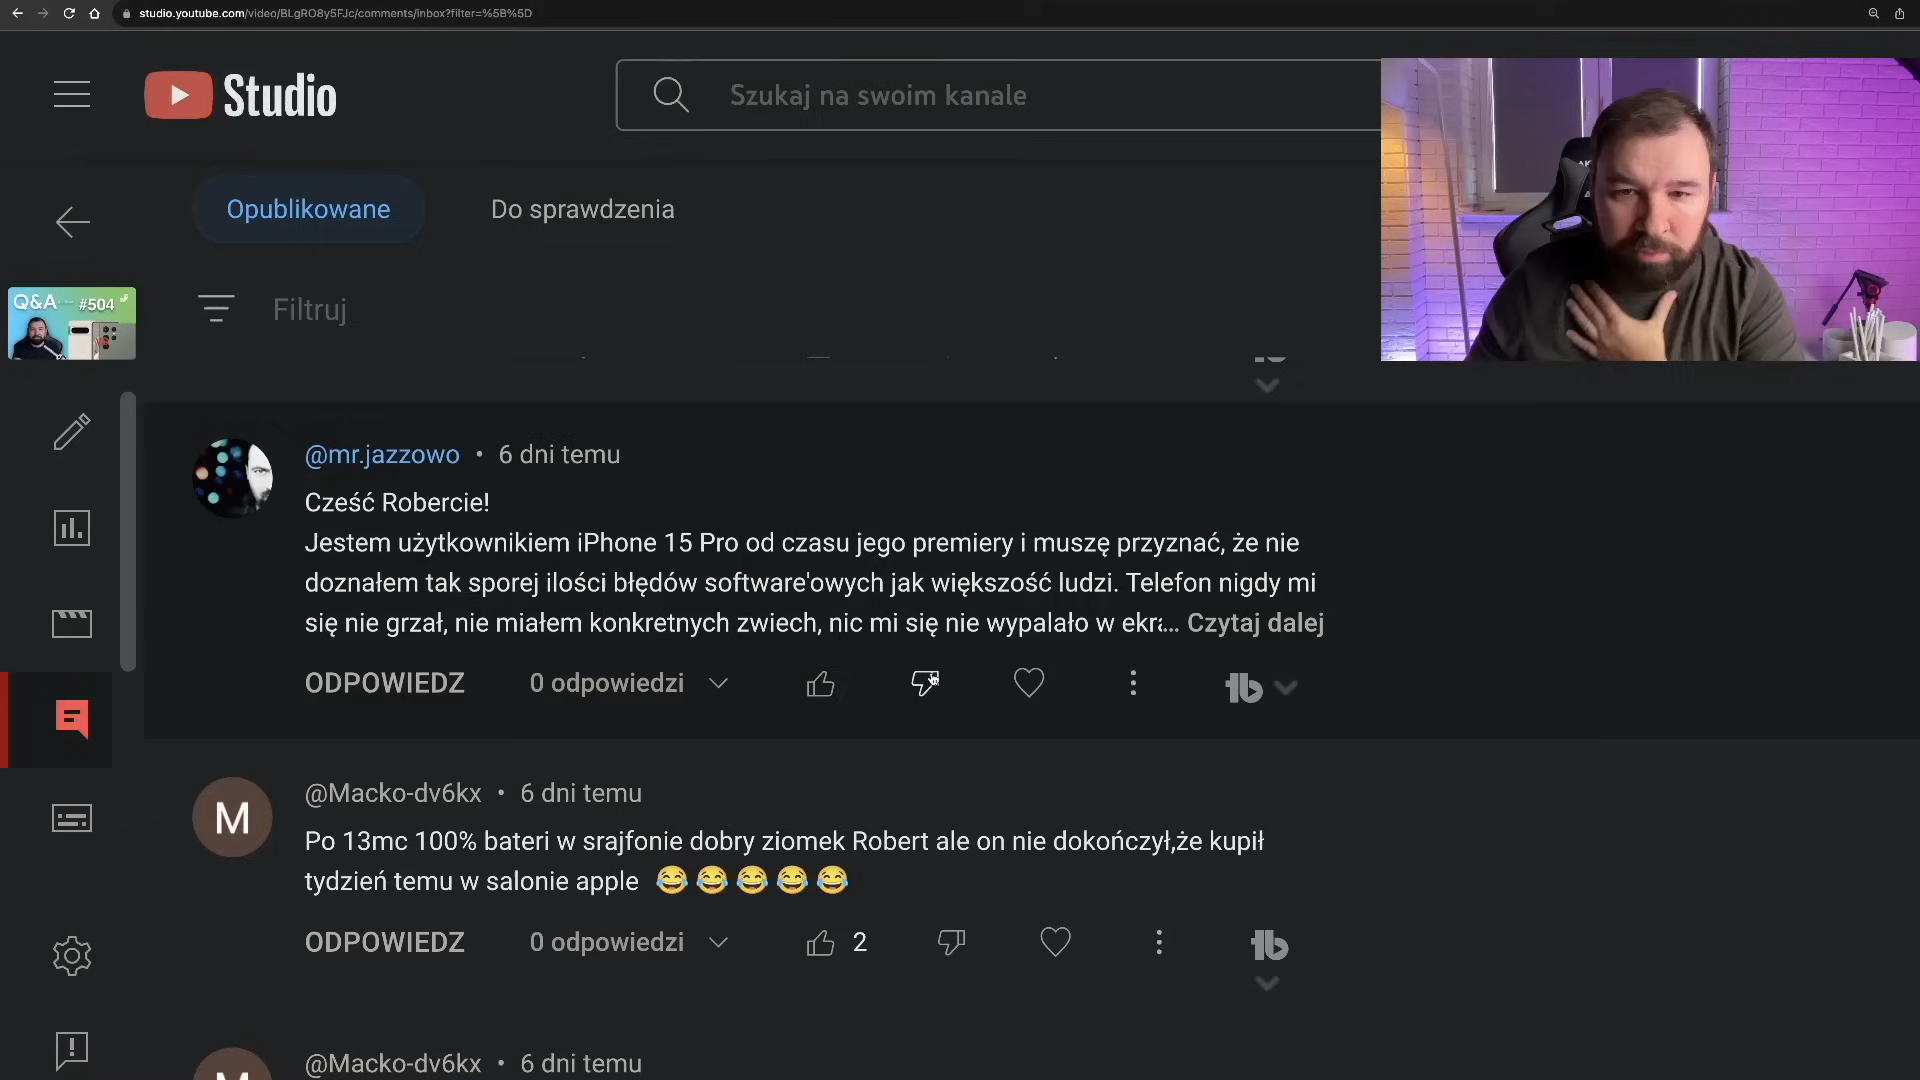 studio.youtube.com/video/BLgRO8y5FJc/comments/inbox?filter=%5B%5D
Studio
Szukaj na swoim kanale
Opublikowane
Do sprawdzenia
Q&A #504
Filtruj
@mr.jazzowo • 6 dni temu
Cześć Robercie!
Jestem użytkownikiem iPhone 15 Pro od czasu jego premiery i muszę przyznać, że nie
doznałem tak sporej ilości błędów software'owych jak większość ludzi. Telefon nigdy mi
się nie grzał, nie miałem konkretnych zwiech, nic mi się nie wypalało w ekra... Czytaj dalej
ODPOWIEDZ 0 odpowiedzi
M
@Macko-dv6kx • 6 dni temu
Po 13mc 100% bateri w srajfonie dobry ziomek Robert ale on nie dokończył,że kupił
tydzień temu w salonie apple 😂 😂 😂 😂 😂
ODPOWIEDZ 0 odpowiedzi 2
@Macko-dv6kx • 6 dni temu